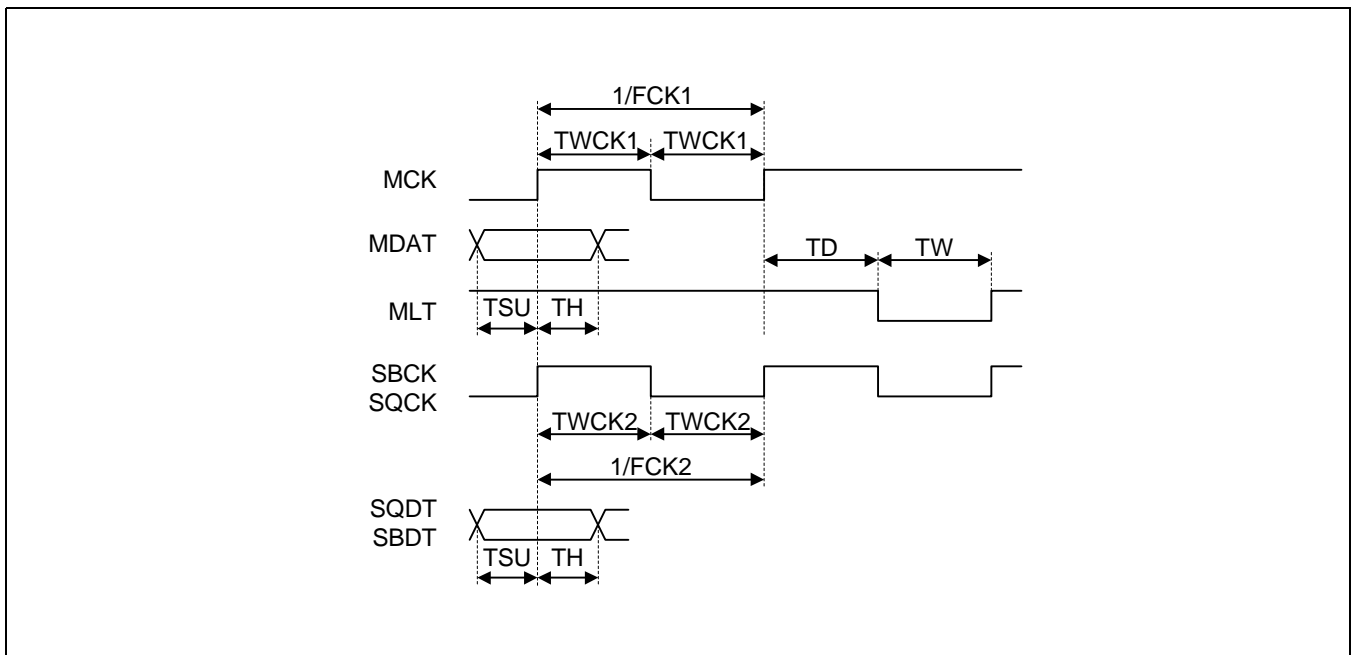 1/FCK1
TWCK1 TWCK1
MCK
MDAT
TD TW
MLT
TSU TH
SBCK
SQCK
TWCK2 TWCK2
1/FCK2
SQDT
SBDT
TSU TH